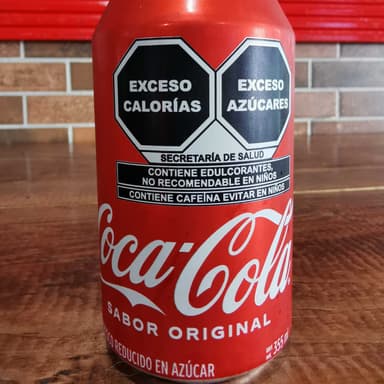 EXCESO
CALORÍAS
EXCESO
AZÚCARES
SECRETARÍA DE SALUD
CONTIENE EDULCORANTES,
NO RECOMENDABLE EN NIÑOS
CONTIENE CAFEÍNA EVITAR EN NIÑOS
Coca-Cola
SABOR ORIGINAL
REDUCIDO EN AZÚCAR
355